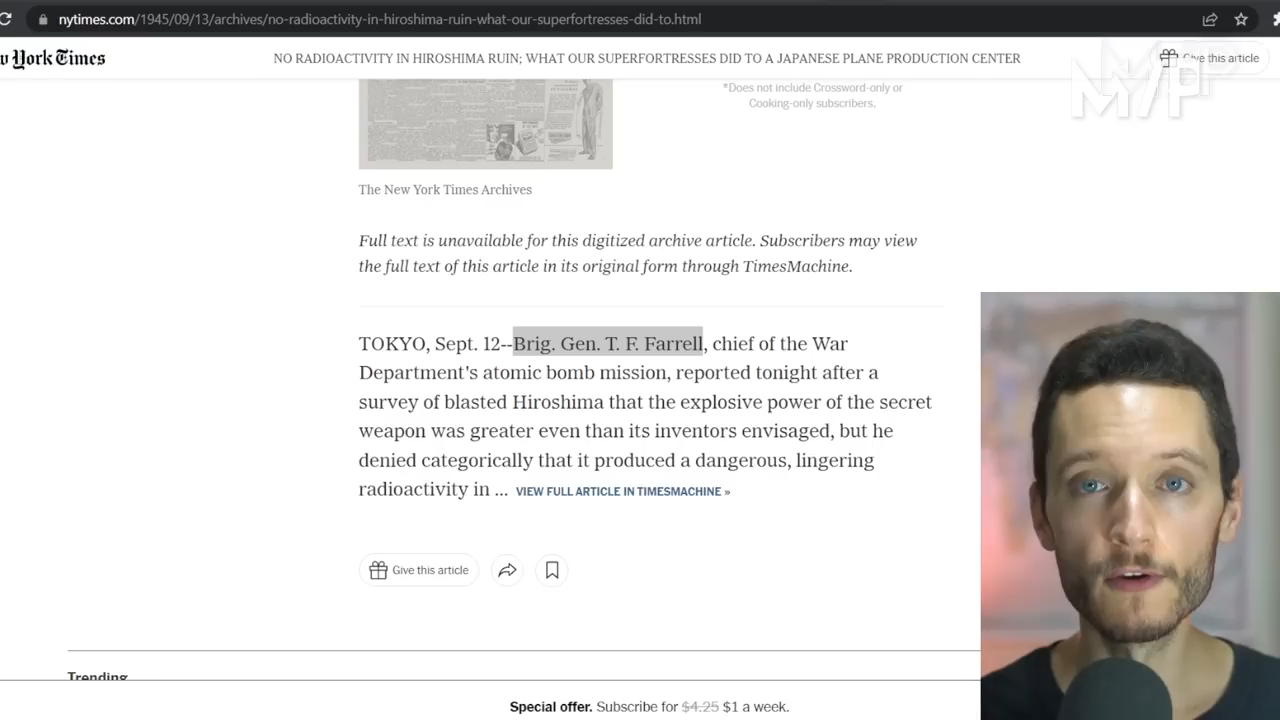 nytimes.com/1945/09/13/archives/no-radioactivity-in-hiroshima-ruin-what-our-superfortresses-did-to.html
w York Times
NO RADIOACTIVITY IN HIROSHIMA RUIN; WHAT OUR SUPERFORTRESSES DID TO A JAPANESE PLANE PRODUCTION CENTER
Give this article
*Does not include Crossword-only or
Cooking-only subscribers.
The New York Times Archives
Full text is unavailable for this digitized archive article. Subscribers may view
the full text of this article in its original form through TimesMachine.
TOKYO, Sept. 12--Brig. Gen. T. F. Farrell, chief of the War
Department's atomic bomb mission, reported tonight after a
survey of blasted Hiroshima that the explosive power of the secret
weapon was greater even than its inventors envisaged, but he
denied categorically that it produced a dangerous, lingering
radioactivity in ... VIEW FULL ARTICLE IN TIMESMACHINE »
Give this article
Trending
Special offer. Subscribe for $4.25 $1 a week.